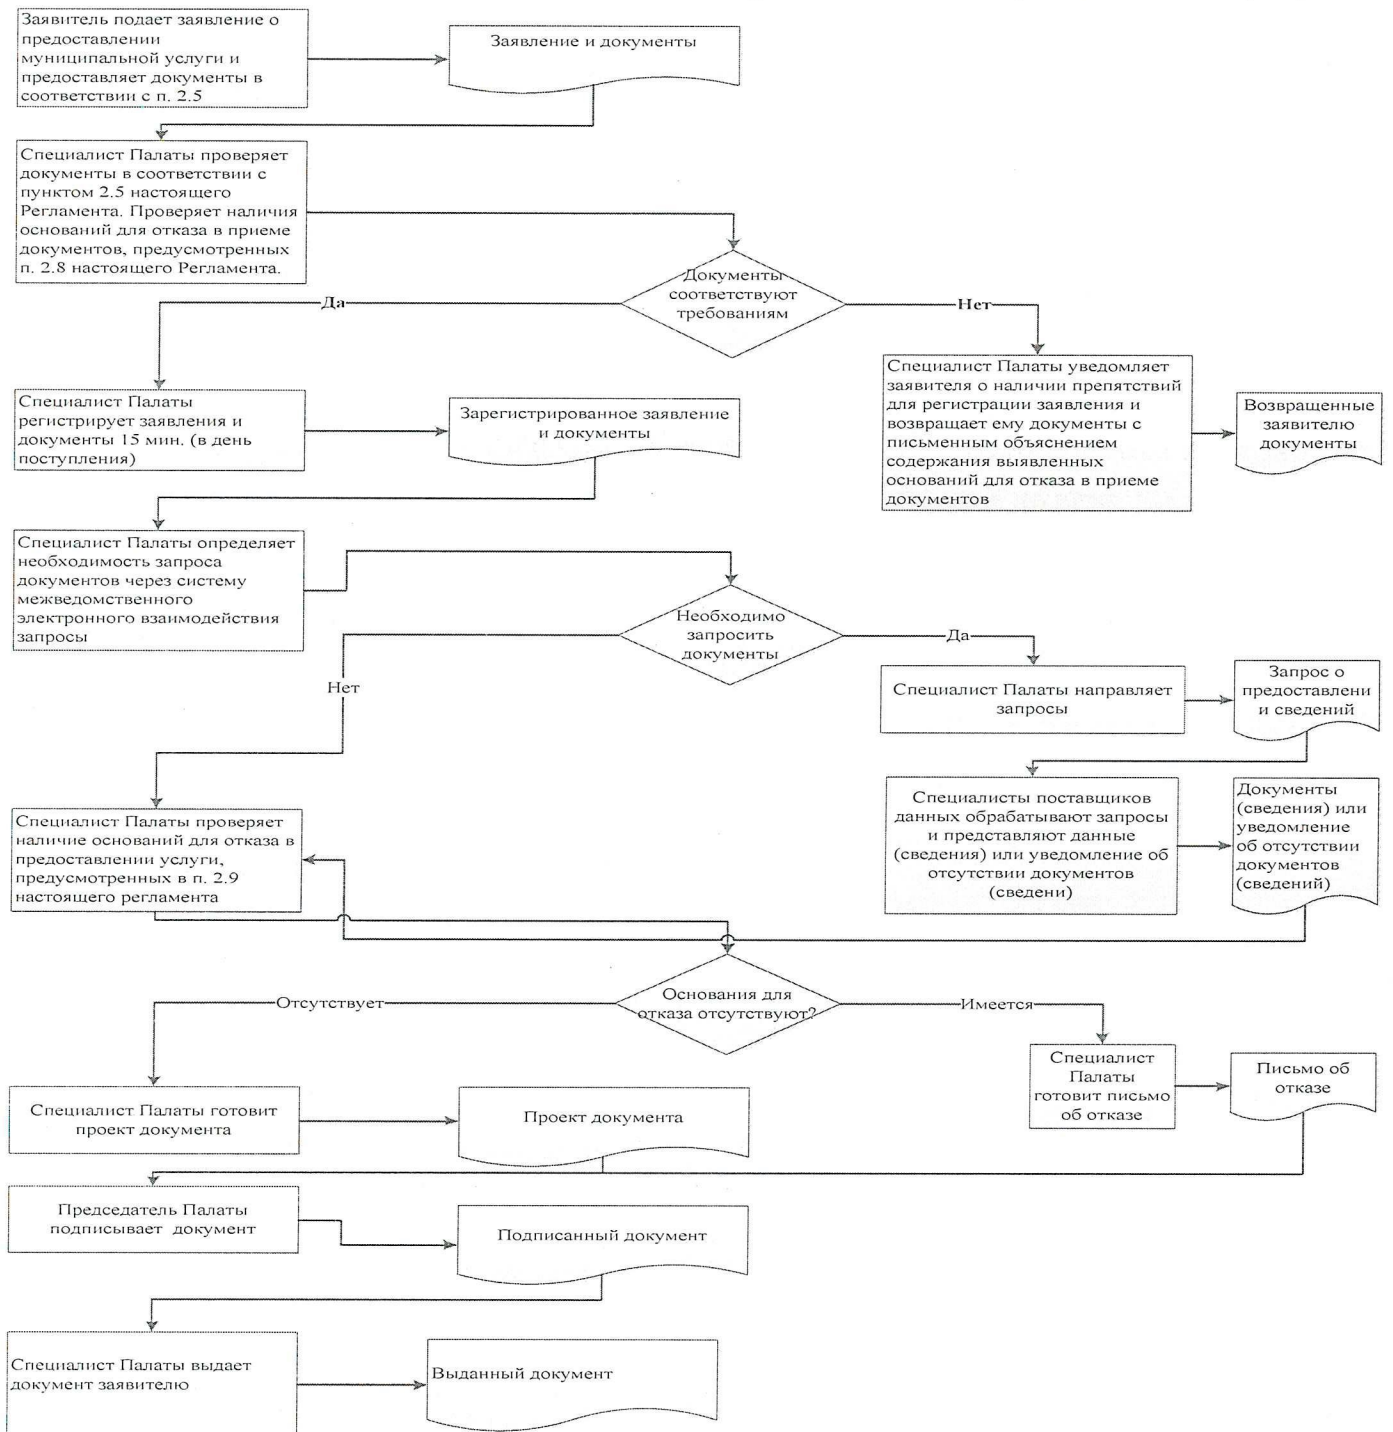 Заявитель подает заявление о
предоставлении
муниципальной услуги и
предоставляет документы в
соответствии с п. 2.5
Заявление и документы
Специалист Палаты проверяет
документы в соответствии с
пунктом 2.5 настоящего
Регламента. Проверяет наличия
оснований для отказа в приеме
документов, предусмотренных
п. 2.8 настоящего Регламента.
Документы
соответствуют
требованиям
Да
Нет
Специалист Палаты
регистрирует заявления и
документы 15 мин. (в день
поступления)
Зарегистрированное заявление
и документы
Специалист Палаты уведомляет
заявителя о наличии препятствий
для регистрации заявления и
возвращает ему документы с
письменным объяснением
содержания выявленных
оснований для отказа в приеме
документов
Возвращенные
заявителю
документы
Специалист Палаты определяет
необходимость запроса
документов через систему
межведомственного
электронного взаимодействия
запросы
Необходимо
запросить
документы
Да
Нет
Специалист Палаты направляет
запросы
Запрос о
предоставлени
и сведений
Специалисты поставщиков
данных обрабатывают запросы
и представляют данные
(сведения) или уведомление об
отсутствии документов
(сведени)
Документы
(сведения) или
уведомление
об отсутствии
документов
(сведений)
Специалист Палаты проверяет
наличие оснований для отказа в
предоставлении услуги,
предусмотренных в п. 2.9
настоящего регламента
Основания для
отказа отсутствуют?
Отсутствует
Имеется
Специалист
Палаты
готовит письмо
об отказе
Письмо об
отказе
Специалист Палаты готовит
проект документа
Проект документа
Председатель Палаты
подписывает документ
Подписанный документ
Специалист Палаты выдает
документ заявителю
Выданный документ